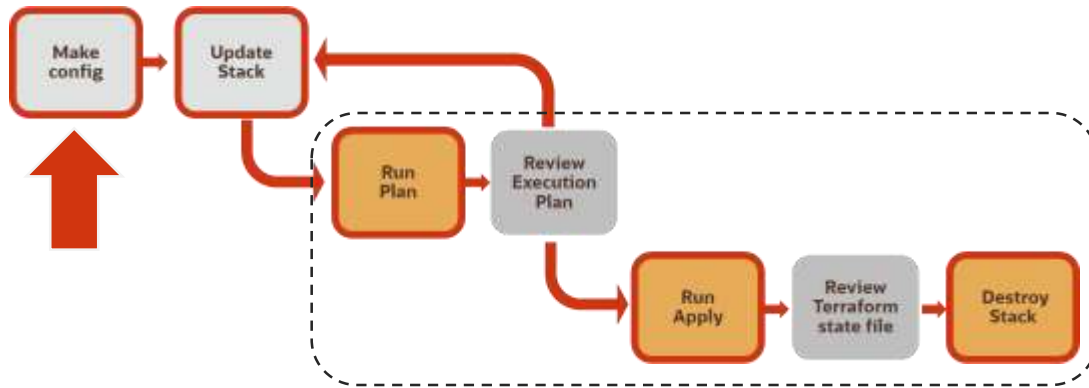 Make
config
Update
Stack
Run
Plan
Review
Execution
Plan
Run
Apply
Review
Terraform
state file
Destroy
Stack